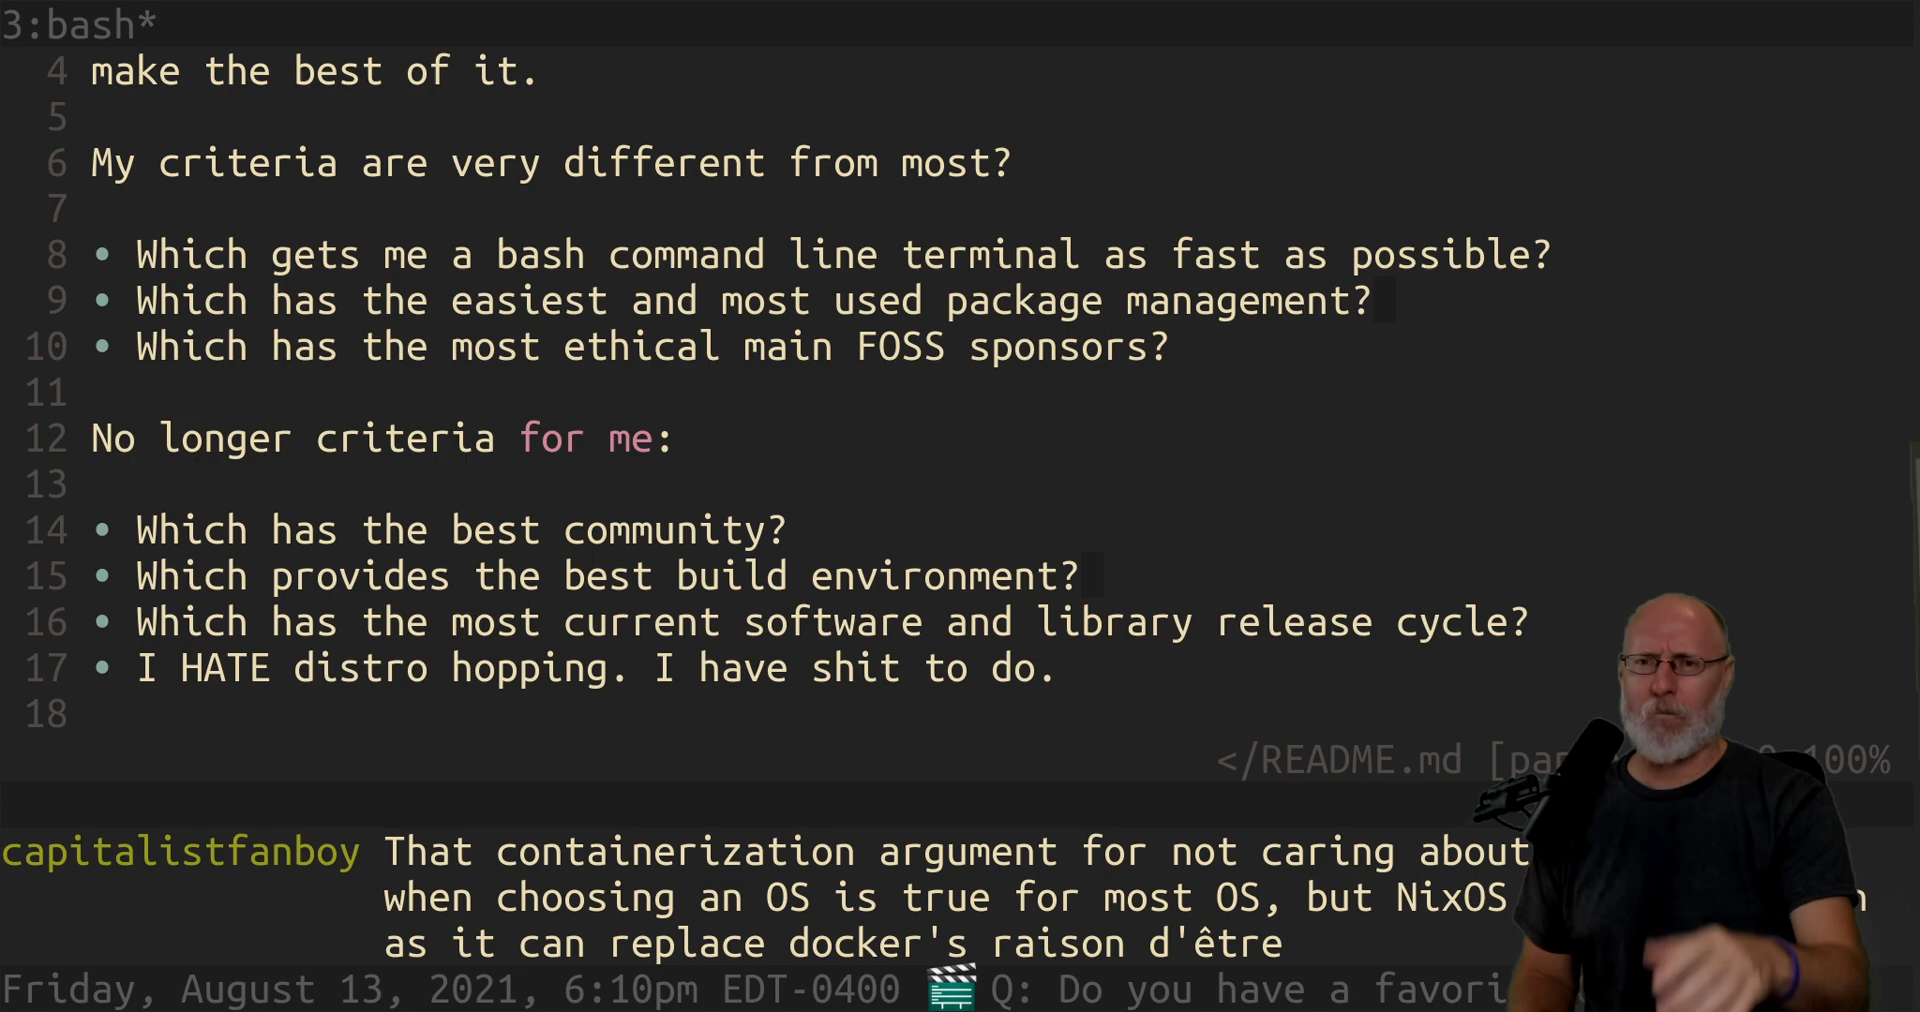 3:bash*
4 make the best of it.
5
6 My criteria are very different from most?
7
8 • Which gets me a bash command line terminal as fast as possible?
9 • Which has the easiest and most used package management?
10 • Which has the most ethical main FOSS sponsors?
11
12 No longer criteria for me:
13
14 • Which has the best community?
15 • Which provides the best build environment?
16 • Which has the most current software and library release cycle?
17 • I HATE distro hopping. I have shit to do.
18
</README.md 100%
capitalistfanboy That containerization argument for not caring about
when choosing an OS is true for most OS, but NixOS
as it can replace docker's raison d'être
Friday, August 13, 2021, 6:10pm EDT-0400 🎬 Q: Do you have a